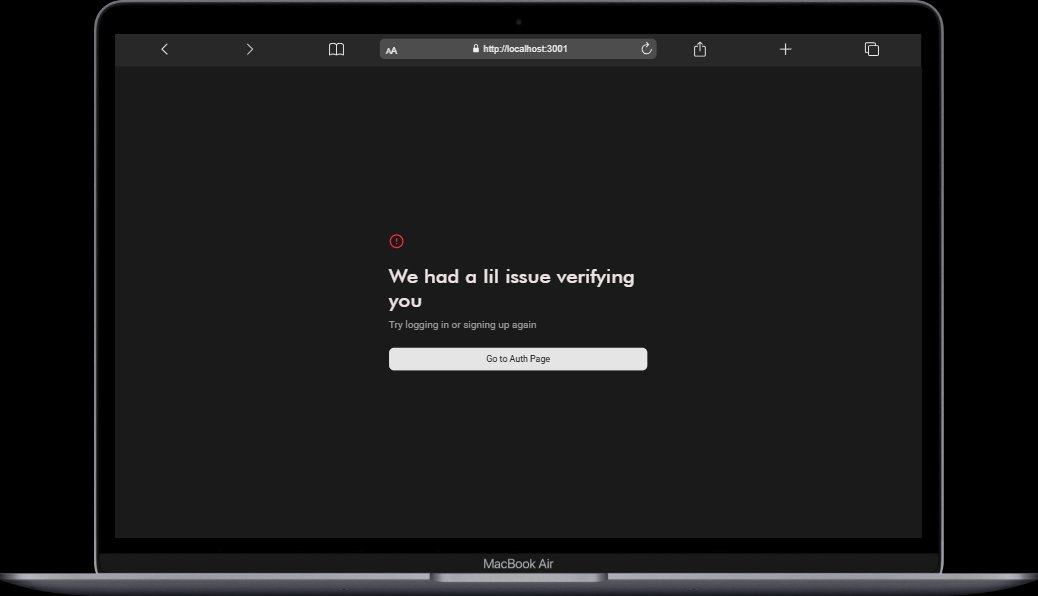 AA
http://localhost:3001
We had a lil issue verifying
you
Try logging in or signing up again
Go to Auth Page
MacBook Air